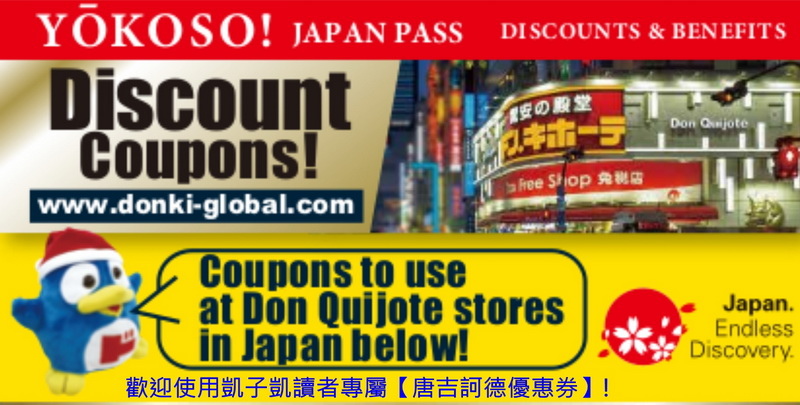 YŌKOSO! JAPAN PASS DISCOUNTS & BENEFITS
Discount
Coupons!
www.donki-global.com
驚安の殿堂
ドン.キホーテ
Don Quijote
Tax Free Shop 免税店
Coupons to use
at Don Quijote stores
in Japan below!
Japan.
Endless
Discovery.
歡迎使用凱子凱讀者專屬【唐吉訶德優惠券】!